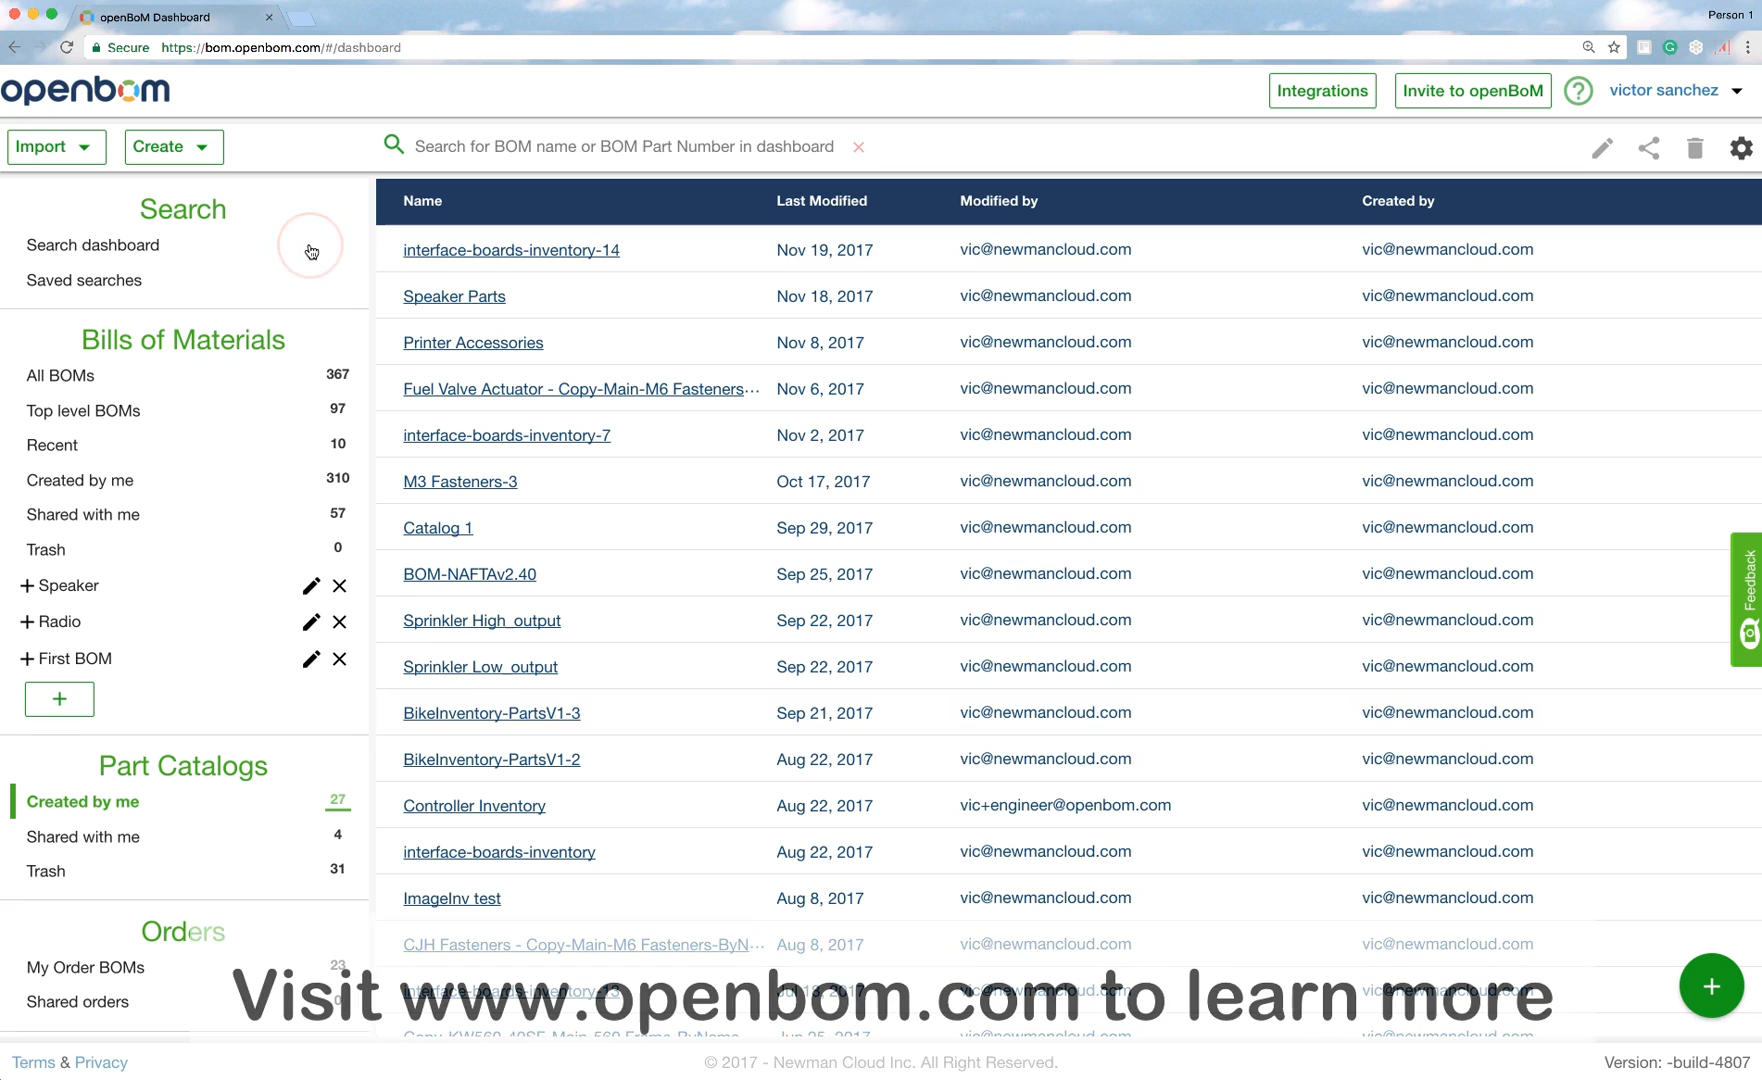 openBoM Dashboard
Person 1
Secure https://bom.openbom.com/#/dashboard
openbom
Integrations
Invite to openBoM
?
victor sanchez
Import
Create
Search for BOM name or BOM Part Number in dashboard
Search
Search dashboard
Saved searches
Bills of Materials
All BOMs 367
Top level BOMs 97
Recent 10
Created by me 310
Shared with me 57
Trash 0
+ Speaker
+ Radio
+ First BOM
+
Part Catalogs
Created by me 27
Shared with me 4
Trash 31
Orders
My Order BOMs 23
Shared orders 0
Name Last Modified Modified by Created by
interface-boards-inventory-14 Nov 19, 2017 vic@newmancloud.com vic@newmancloud.com
Speaker Parts Nov 18, 2017 vic@newmancloud.com vic@newmancloud.com
Printer Accessories Nov 8, 2017 vic@newmancloud.com vic@newmancloud.com
Fuel Valve Actuator - Copy-Main-M6 Fasteners... Nov 6, 2017 vic@newmancloud.com vic@newmancloud.com
interface-boards-inventory-7 Nov 2, 2017 vic@newmancloud.com vic@newmancloud.com
M3 Fasteners-3 Oct 17, 2017 vic@newmancloud.com vic@newmancloud.com
Catalog 1 Sep 29, 2017 vic@newmancloud.com vic@newmancloud.com
BOM-NAFTAv2.40 Sep 25, 2017 vic@newmancloud.com vic@newmancloud.com
Sprinkler High_output Sep 22, 2017 vic@newmancloud.com vic@newmancloud.com
Sprinkler Low_output Sep 22, 2017 vic@newmancloud.com vic@newmancloud.com
BikeInventory-PartsV1-3 Sep 21, 2017 vic@newmancloud.com vic@newmancloud.com
BikeInventory-PartsV1-2 Aug 22, 2017 vic@newmancloud.com vic@newmancloud.com
Controller Inventory Aug 22, 2017 vic+engineer@openbom.com vic@newmancloud.com
interface-boards-inventory Aug 22, 2017 vic@newmancloud.com vic@newmancloud.com
ImageInv test Aug 8, 2017 vic@newmancloud.com vic@newmancloud.com
CJH Fasteners - Copy-Main-M6 Fasteners-ByN... Aug 8, 2017 vic@newmancloud.com vic@newmancloud.com
Feedback
Visit www.openbom.com to learn more
+
Terms & Privacy
© 2017 - Newman Cloud Inc. All Right Reserved.
Version: -build-4807